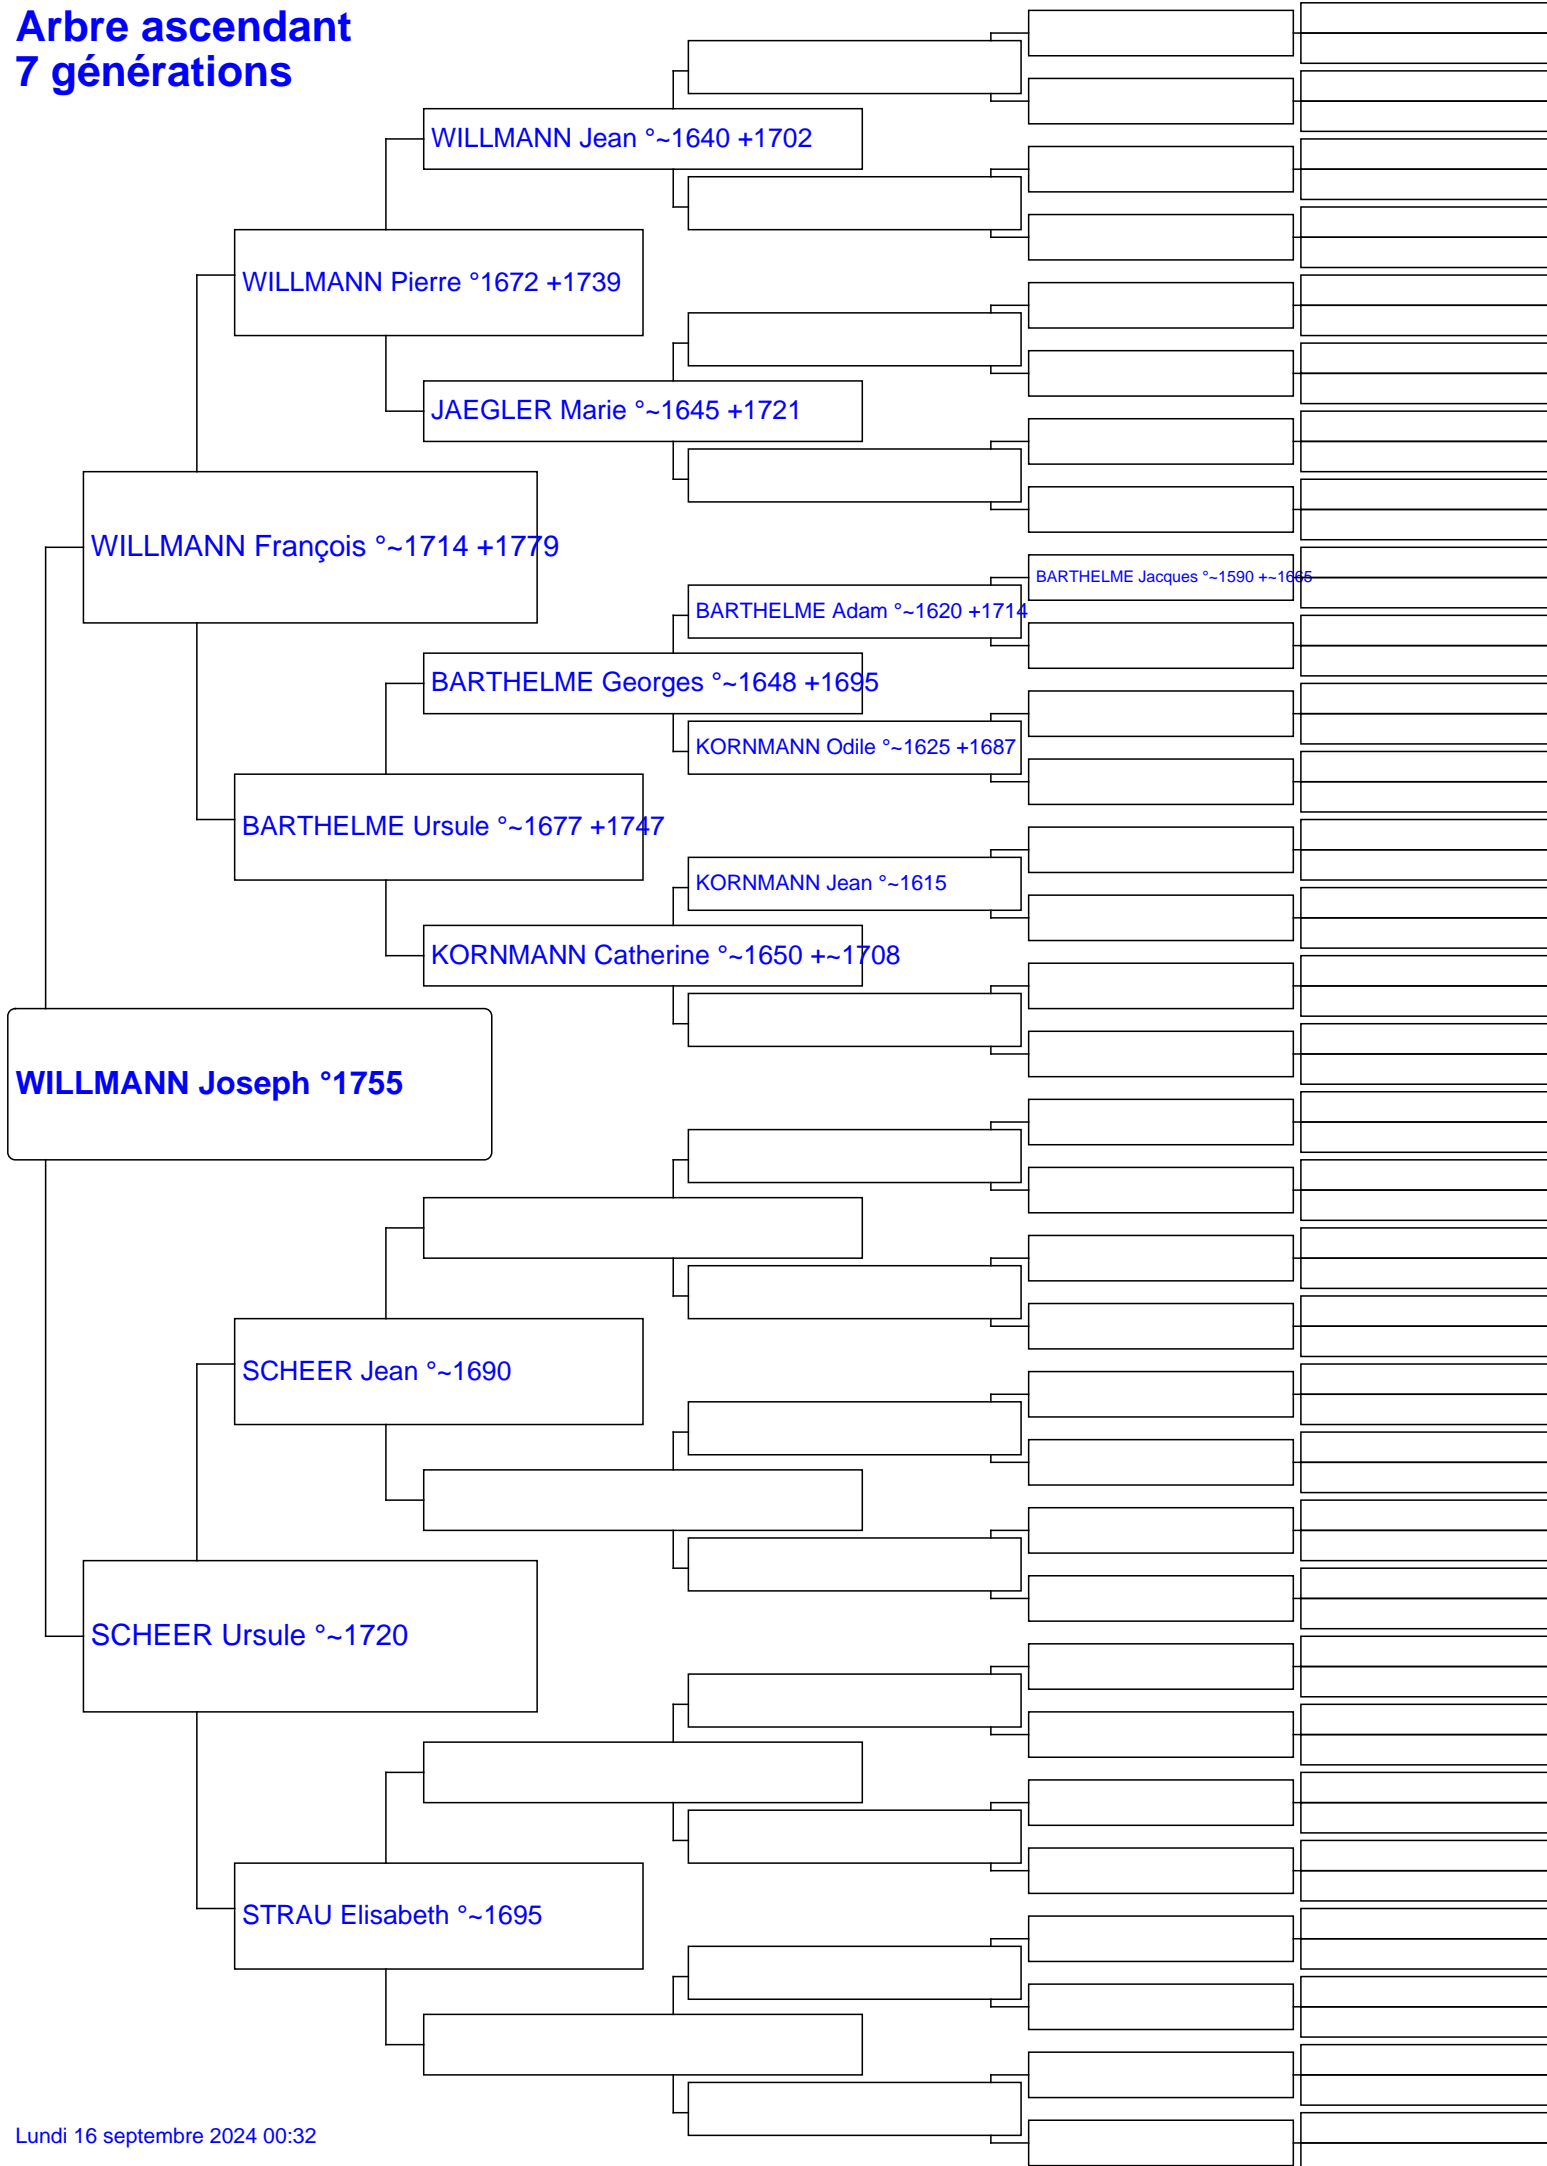 Arbre ascendant
7 générations
WILLMANN Jean °~1640 +1702
WILLMANN Pierre °1672 +1739
JAEGLER Marie °~1645 +1721
WILLMANN François °~1714 +1779
BARTHELME Jacques °~1590 +~1665
BARTHELME Adam °~1620 +1714
BARTHELME Georges °~1648 +1695
KORNMANN Odile °~1625 +1687
BARTHELME Ursule °~1677 +1747
KORNMANN Jean °~1615
KORNMANN Catherine °~1650 +~1708
WILLMANN Joseph °1755
SCHEER Jean °~1690
SCHEER Ursule °~1720
STRAU Elisabeth °~1695
Lundi 16 septembre 2024 00:32